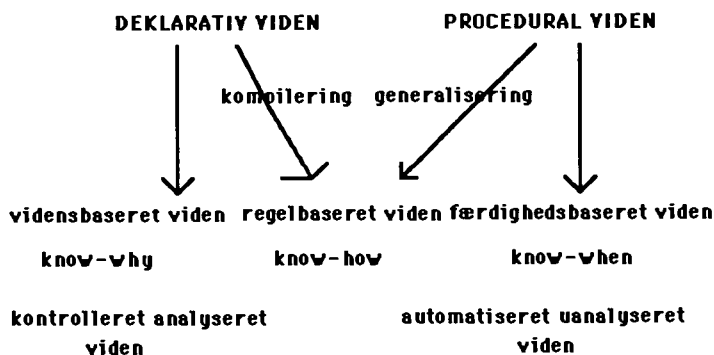 DEKLARATIV VIDEN PROCEDURAL VIDEN
kompilering generalisering
vidensbaseret viden regelbaseret viden færdighedsbaseret viden
know-why know-how know-when
kontrolleret analyseret automatiseret uanalyseret
viden viden